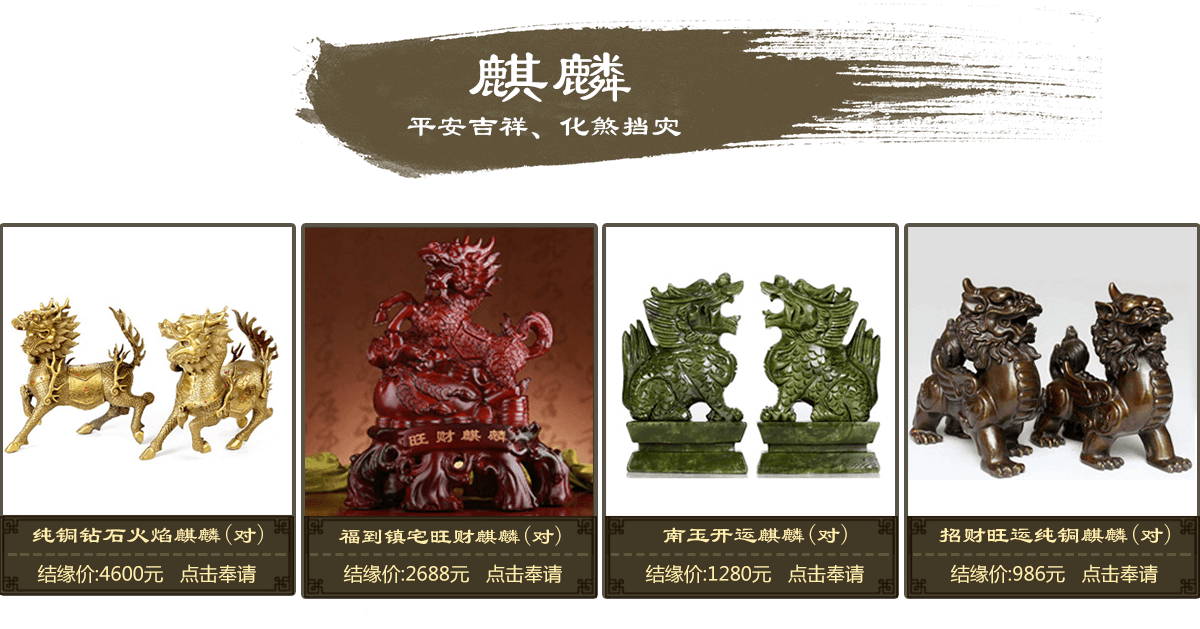 麒麟
平安吉祥、化煞挡灾
旺财麒麟
纯铜钻石火焰麒麟(对)
结缘价:4600元 点击奉请
福到镇宅旺财麒麟(对)
结缘价:2688元 点击奉请
南玉开运麒麟(对)
结缘价:1280元 点击奉请
招财旺运纯铜麒麟(对)
结缘价:986元 点击奉请